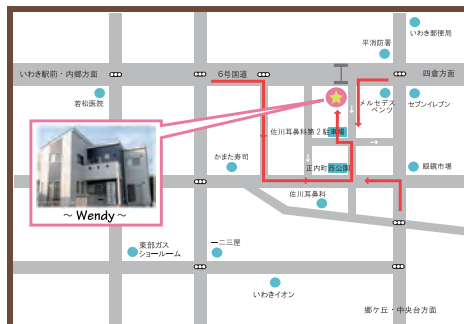 いわき郵便局
平消防署
いわき駅前・内郷方面
6号国道
四倉方面
若松医院
メルセデス
ベンツ
セブンイレブン
佐川耳鼻科第2駐車場
かまた寿司
正内町西公園
眼鏡市場
佐川耳鼻科
～ Wendy ～
東部ガス
ショールーム
一二三屋
いわきイオン
郷ケ丘・中央台方面